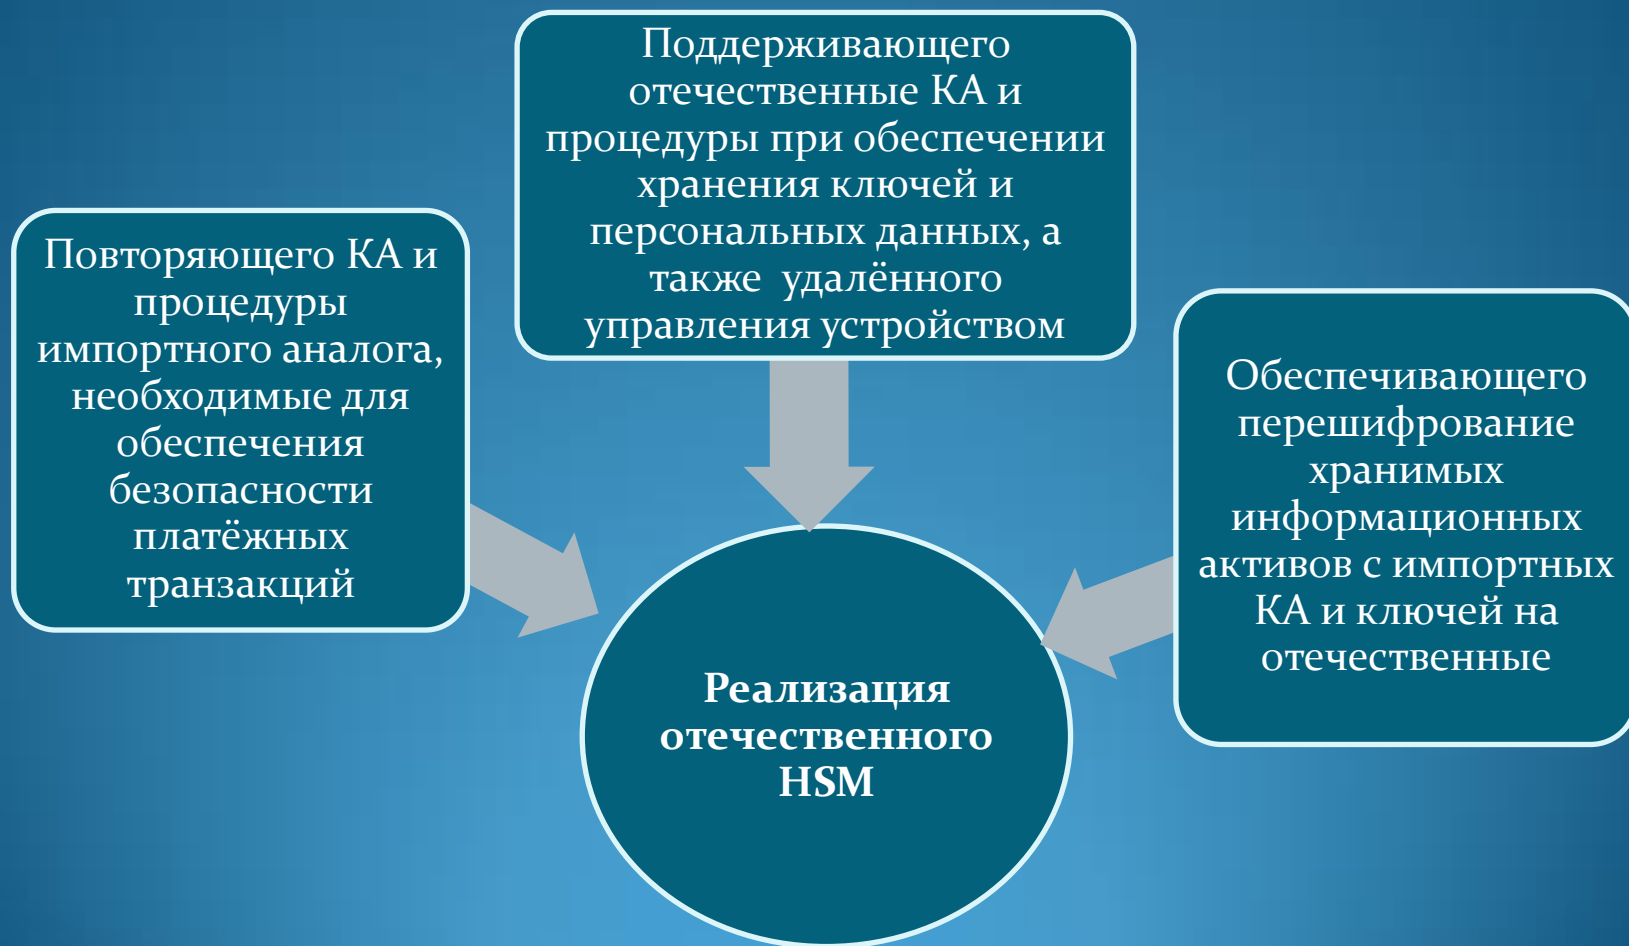 Повторяющего КА и
процедуры
импортного аналога,
необходимые для
обеспечения
безопасности
платёжных
транзакций
Поддерживающего
отечественные КА и
процедуры при обеспечении
хранения ключей и
персональных данных, а
также удалённого
управления устройством
Обеспечивающего
перешифрование
хранимых
информационных
активов с импортных
КА и ключей на
отечественные
Реализация
отечественного
HSM